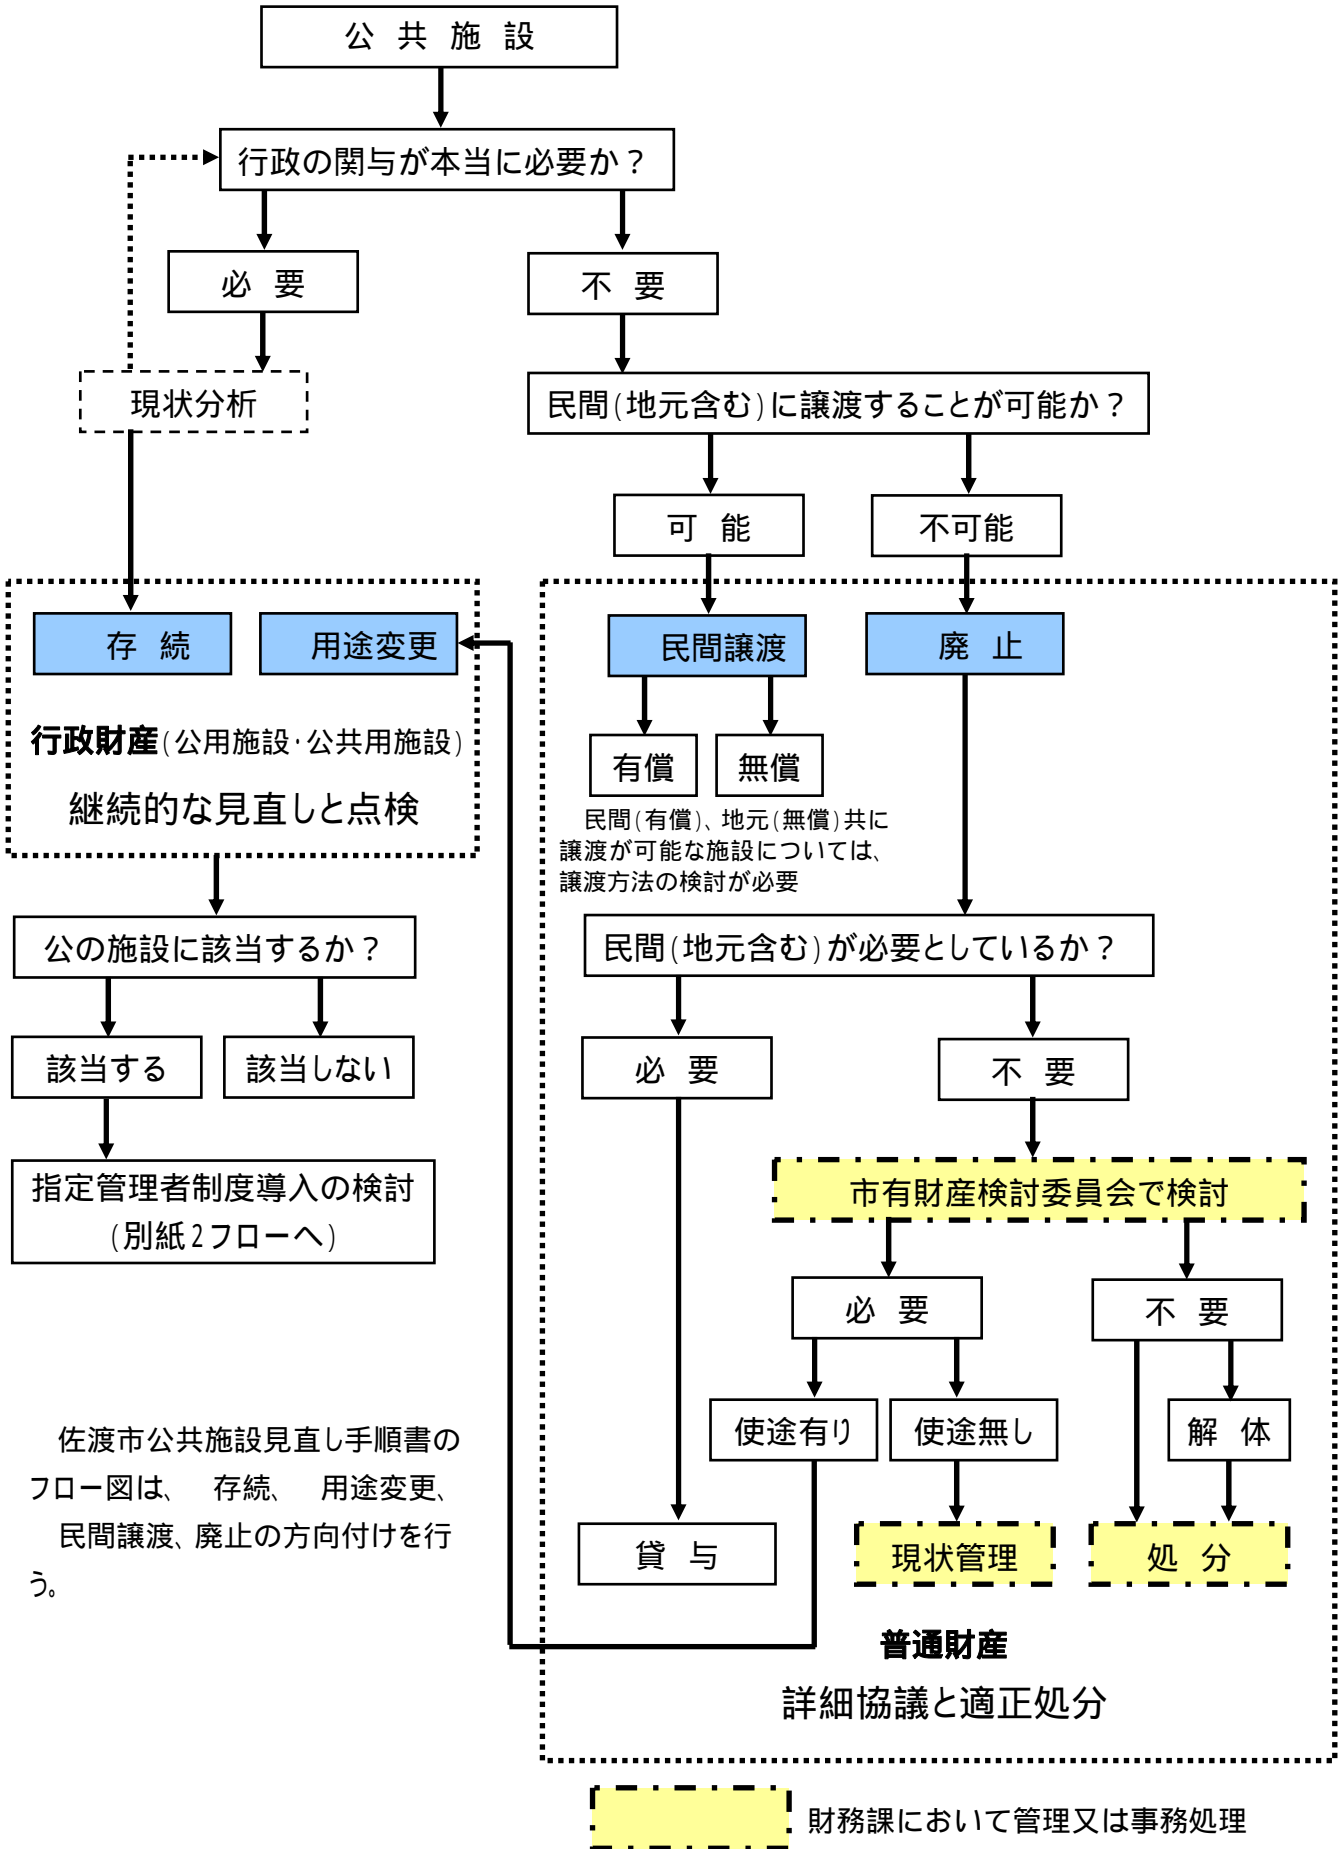 公 共 施 設
行政の関与が本当に必要か？
必 要
不 要
現状分析
民間(地元含む)に譲渡することが可能か？
可 能
不可能
存 続
用途変更
民間譲渡
廃 止
行政財産(公用施設･公共用施設)
継続的な見直しと点検
有償
無償
民間(有償)、地元(無償)共に
譲渡が可能な施設については、
譲渡方法の検討が必要
公の施設に該当するか？
民間(地元含む)が必要としているか？
該当する
該当しない
必 要
不 要
指定管理者制度導入の検討
(別紙2フローへ)
市有財産検討委員会で検討
必 要
不 要
使途有り
使途無し
解 体
貸 与
現状管理
処 分
佐渡市公共施設見直し手順書の
フロー図は、 存続、 用途変更、
民間譲渡、廃止の方向付けを行
う。
普通財産
詳細協議と適正処分
財務課において管理又は事務処理